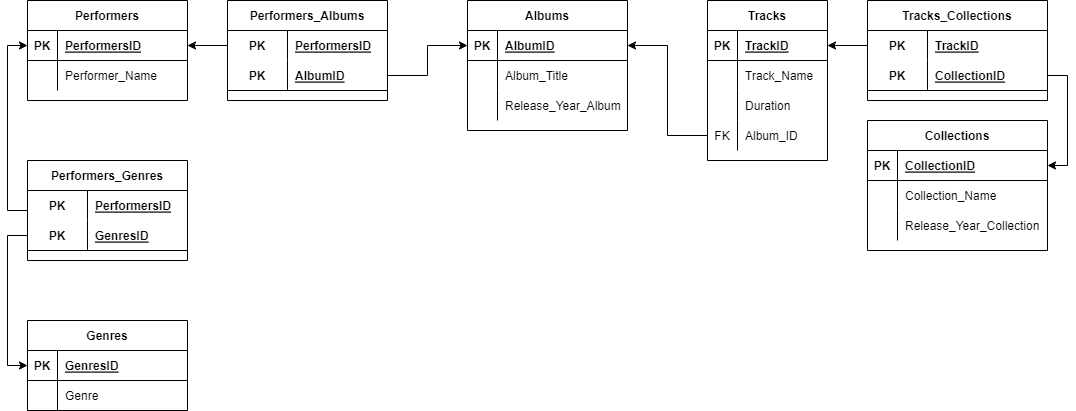 Performers
PK PerformersID
Performer_Name
Performers_Albums
PK PerformersID
PK AlbumID
Albums
PK AlbumID
Album_Title
Release_Year_Album
Tracks
PK TrackID
Track_Name
Duration
FK Album_ID
Tracks_Collections
PK TrackID
PK CollectionID
Collections
PK CollectionID
Collection_Name
Release_Year_Collection
Performers_Genres
PK PerformersID
PK GenresID
Genres
PK GenresID
Genre